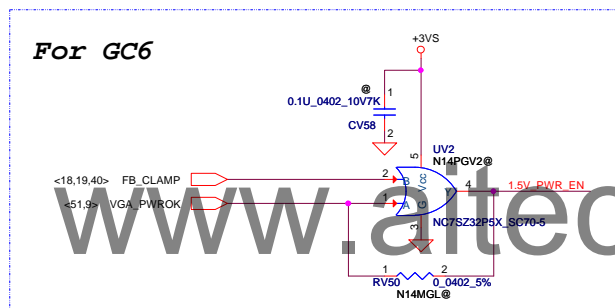 For GC6
+3VS
@
1
0.1U_0402_10V7K
CV58
2
5
UV2
N14PGV2@
<18,19,40> FB_CLAMP
2
B
Vcc
Y
4
1.5V_PWR_EN
<51,9> VGA_PWROK
1
A
G
3
NC7SZ32P5X_SC70-5
www.aitec
1
2
RV50
0_0402_5%
N14MGL@